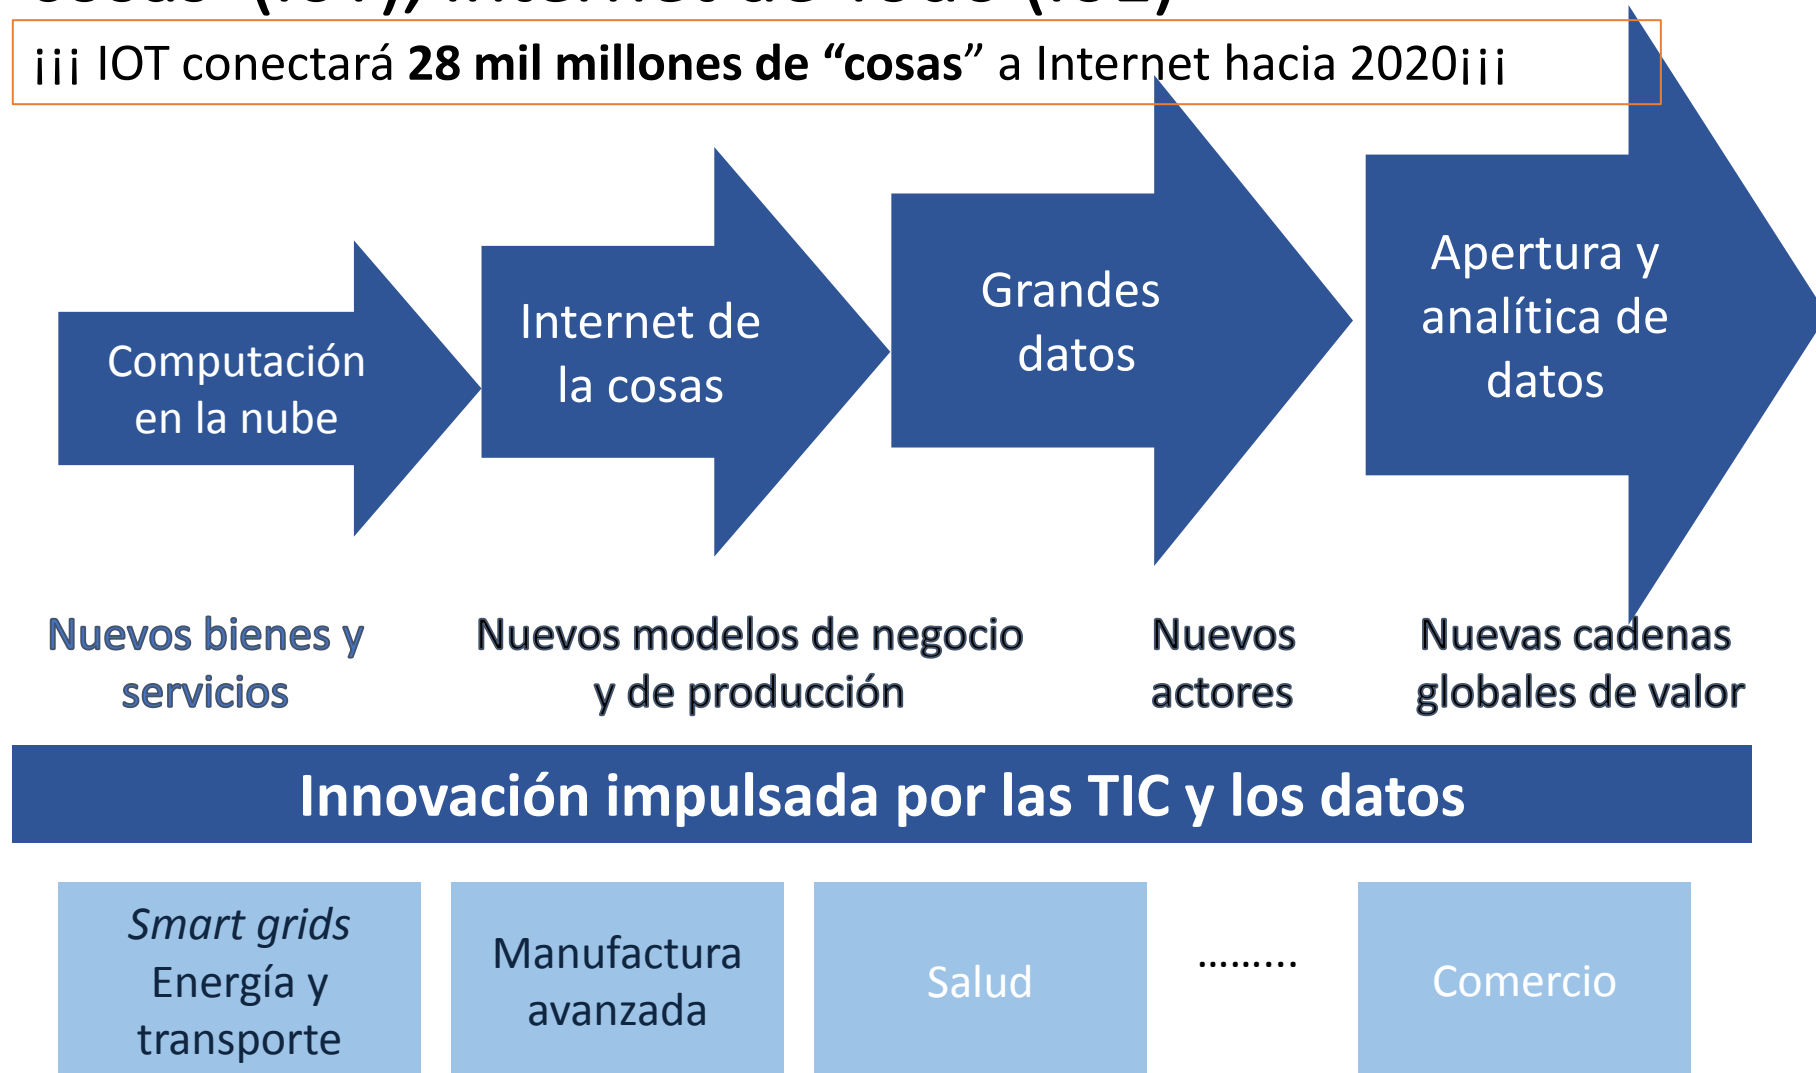 ¡¡¡ IOT conectará 28 mil millones de “cosas” a Internet hacia 2020¡¡¡
Computación
en la nube
Internet de
la cosas
Grandes
datos
Apertura y
analítica de
datos
Nuevos bienes y
servicios
Nuevos modelos de negocio
y de producción
Nuevos
actores
Nuevas cadenas
globales de valor
Innovación impulsada por las TIC y los datos
Smart grids
Energía y
transporte
Manufactura
avanzada
Salud
.........
Comercio